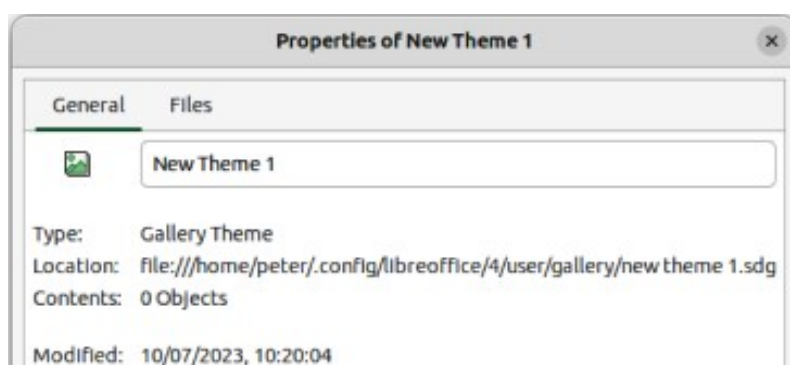 Properties of New Theme 1
General Files
New Theme 1
Type: Gallery Theme
Location: file:///home/peter/.config/libreoffice/4/user/gallery/new theme 1.sdg
Contents: 0 Objects
Modified: 10/07/2023, 10:20:04